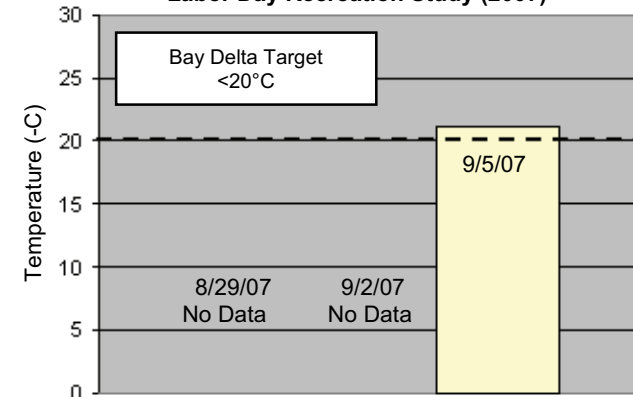 Labor Day Recreation Study (2007)
30
Bay Delta Target
<20°C
25
20
9/5/07
15
10
8/29/07
No Data
9/2/07
No Data
5
0
Temperature (-C)